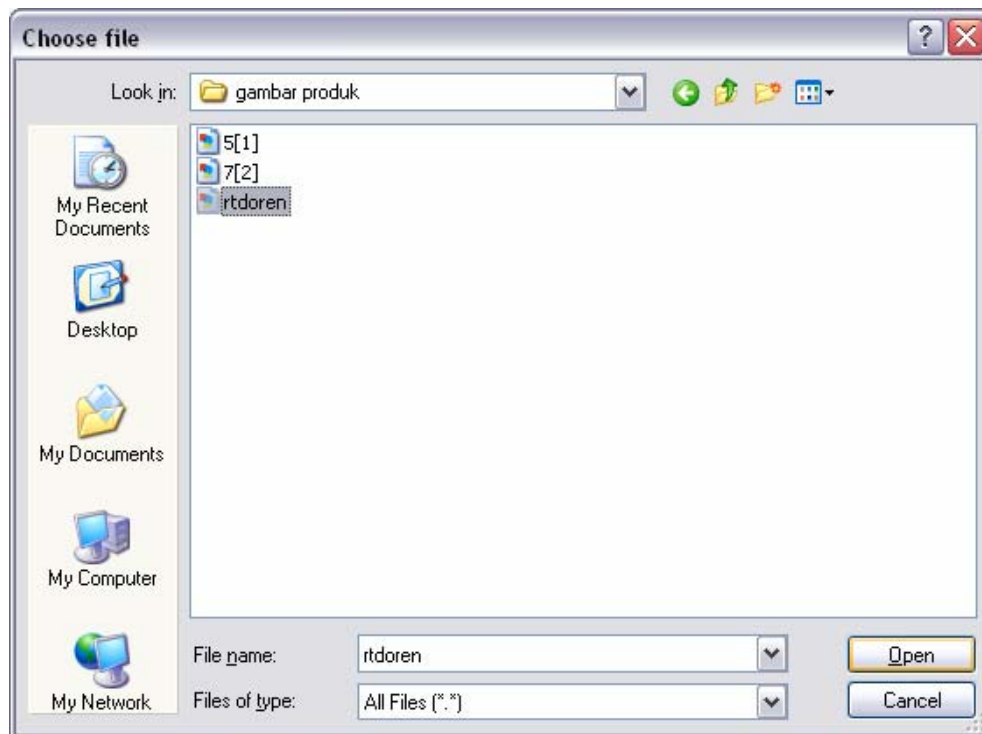 Choose file
Look in: gambar produk
5[1]
7[2]
rtdoren
My Recent
Documents
Desktop
My Documents
My Computer
My Network
File name: rtdoren Open
Files of type: All Files (*.*) Cancel